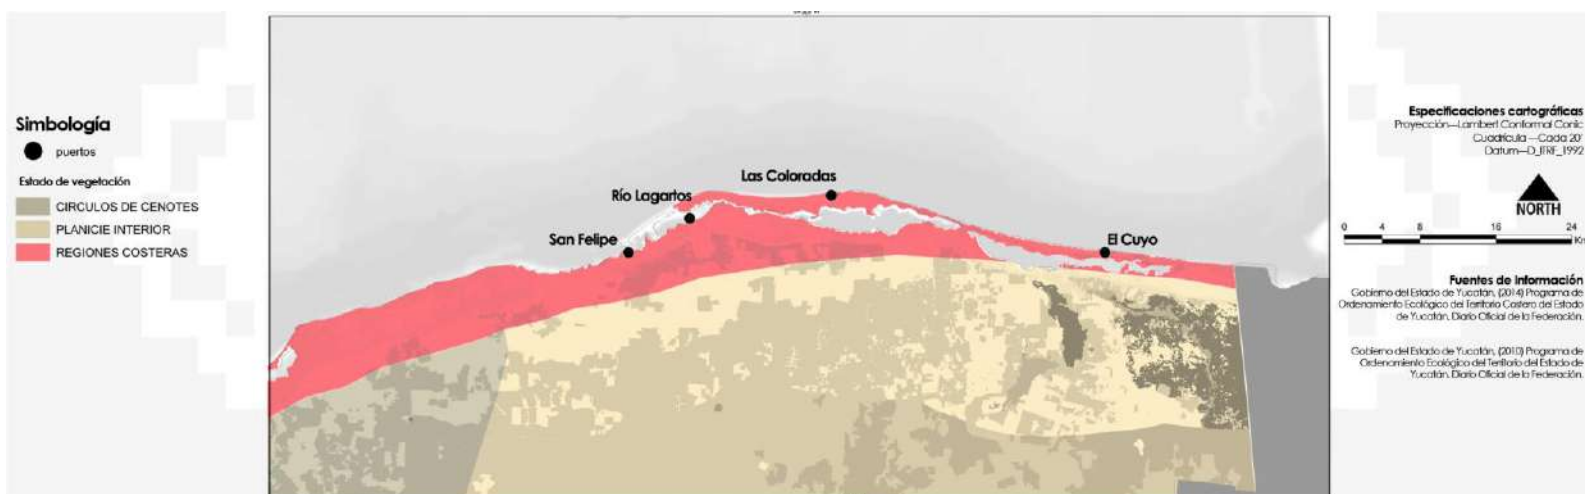 Simbología
puertos
Estado de vegetación
CIRCULOS DE CENOTES
PLANICIE INTERIOR
REGIONES COSTERAS
Las Coloradas
Río Lagartos
San Felipe
El Cuyo
Especificaciones cartográficas
Proyección—Lambert Conformal Conic
Cuadrícula—Cada 20'
Datum—D_ITRF_1992
NORTH
0 4 8 16 24
Km
Fuentes de Información
Gobierno del Estado de Yucatán, (2014) Programa de
Ordenamiento Ecológico del Territorio Costero del Estado
de Yucatán, Diario Oficial de la Federación.
Gobierno del Estado de Yucatán, (2010) Programa de
Ordenamiento Ecológico del Territorio del Estado de
Yucatán, Diario Oficial de la Federación.